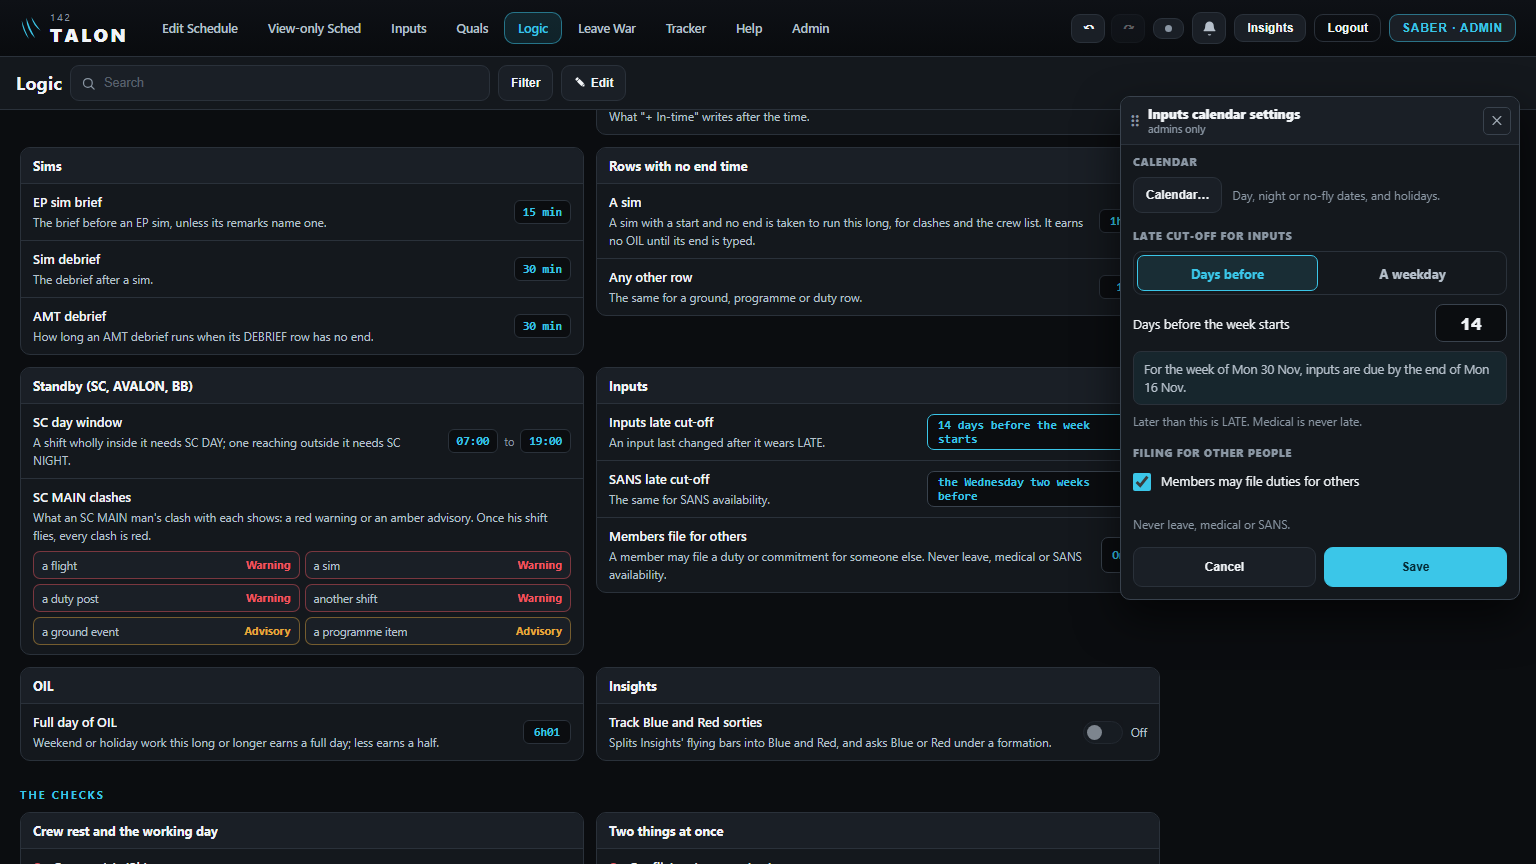 142
TALON
Edit Schedule
View-only Sched
Inputs
Quals
Logic
Leave War
Tracker
Help
Admin
Insights
Logout
SABER · ADMIN
Logic
Search
Filter
Edit
What "+ In-time" writes after the time.
Sims
EP sim brief
The brief before an EP sim, unless its remarks name one.
15 min
Sim debrief
The debrief after a sim.
30 min
AMT debrief
How long an AMT debrief runs when its DEBRIEF row has no end.
30 min
Rows with no end time
A sim
A sim with a start and no end is taken to run this long, for clashes and the crew list. It earns
no OIL until its end is typed.
Any other row
The same for a ground, programme or duty row.
Standby (SC, AVALON, BB)
SC day window
A shift wholly inside it needs SC DAY; one reaching outside it needs SC
NIGHT.
07:00 to 19:00
SC MAIN clashes
What an SC MAIN man's clash with each shows: a red warning or an amber advisory. Once his shift
flies, every clash is red.
a flight Warning
a sim Warning
a duty post Warning
another shift Warning
a ground event Advisory
a programme item Advisory
Inputs
Inputs late cut-off
An input last changed after it wears LATE.
14 days before the week
starts
SANS late cut-off
The same for SANS availability.
the Wednesday two weeks
before
Members file for others
A member may file a duty or commitment for someone else. Never leave, medical or SANS
availability.
OIL
Full day of OIL
Weekend or holiday work this long or longer earns a full day; less earns a half.
6h01
Insights
Track Blue and Red sorties
Splits Insights' flying bars into Blue and Red, and asks Blue or Red under a formation.
Off
THE CHECKS
Crew rest and the working day
Two things at once
Inputs calendar settings
admins only
CALENDAR
Calendar...
Day, night or no-fly dates, and holidays.
LATE CUT-OFF FOR INPUTS
Days before
A weekday
Days before the week starts
14
For the week of Mon 30 Nov, inputs are due by the end of Mon
16 Nov.
Later than this is LATE. Medical is never late.
FILING FOR OTHER PEOPLE
Members may file duties for others
Never leave, medical or SANS.
Cancel
Save